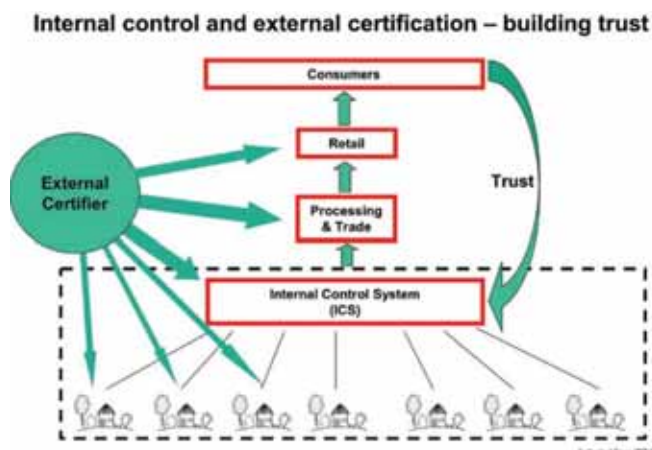 Internal control and external certification – building trust
Consumers
Retail
External
Certifier
Trust
Processing
& Trade
Internal Control System
(ICS)